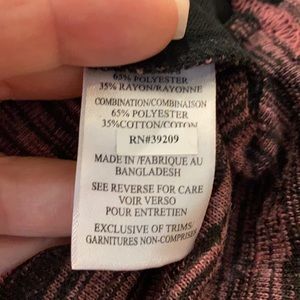 65% POLYESTER
35% RAYON/RAYONNE
COMBINATION/COMBINAISON
65% POLYESTER
35%COTTON/COTON
RN#39209
MADE IN/FABRIQUE AU
BANGLADESH
SEE REVERSE FOR CARE
VOIR VERSO
POUR ENTRETIEN
EXCLUSIVE OF TRIMS/
GARNITURES NON-COMPRISE